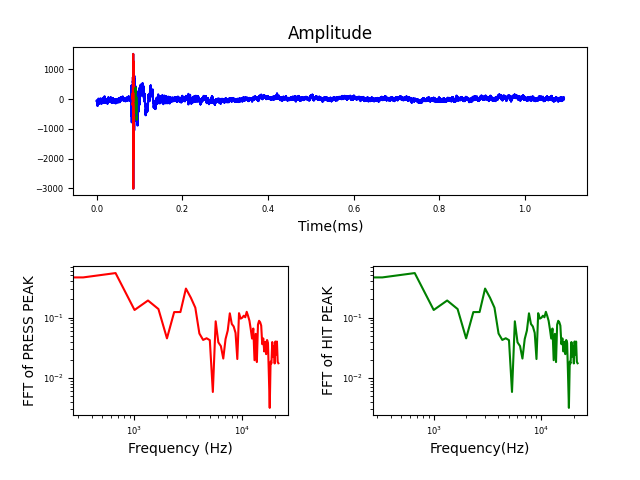 Amplitude
1000
0
−1000
−2000
−3000
0.0 0.2 0.4 0.6 0.8 1.0
Time(ms)
FFT of PRESS PEAK
10⁻¹
10⁻²
10³ 10⁴
Frequency (Hz)
FFT of HIT PEAK
10⁻¹
10⁻²
10³ 10⁴
Frequency(Hz)